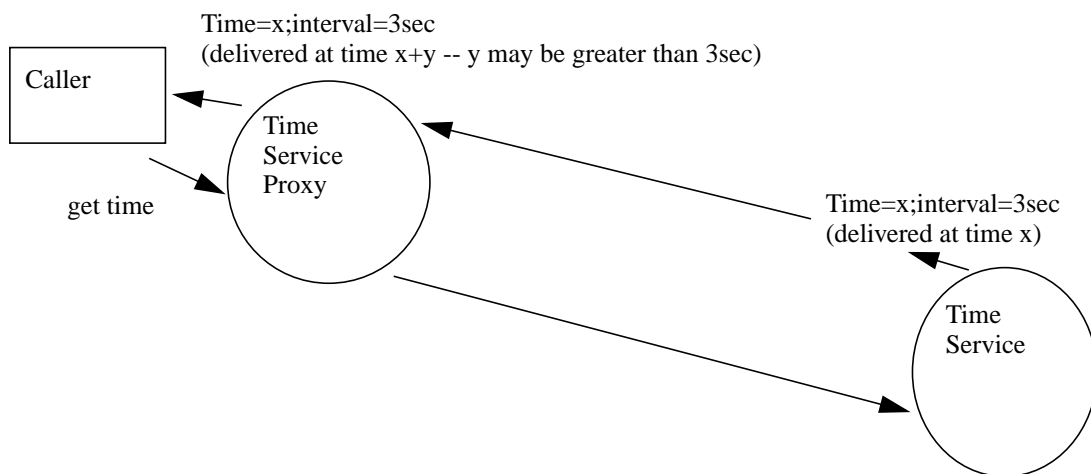 Time=x;interval=3sec
(delivered at time x+y -- y may be greater than 3sec)
Caller
Time
Service
Proxy
get time
Time=x;interval=3sec
(delivered at time x)
Time
Service